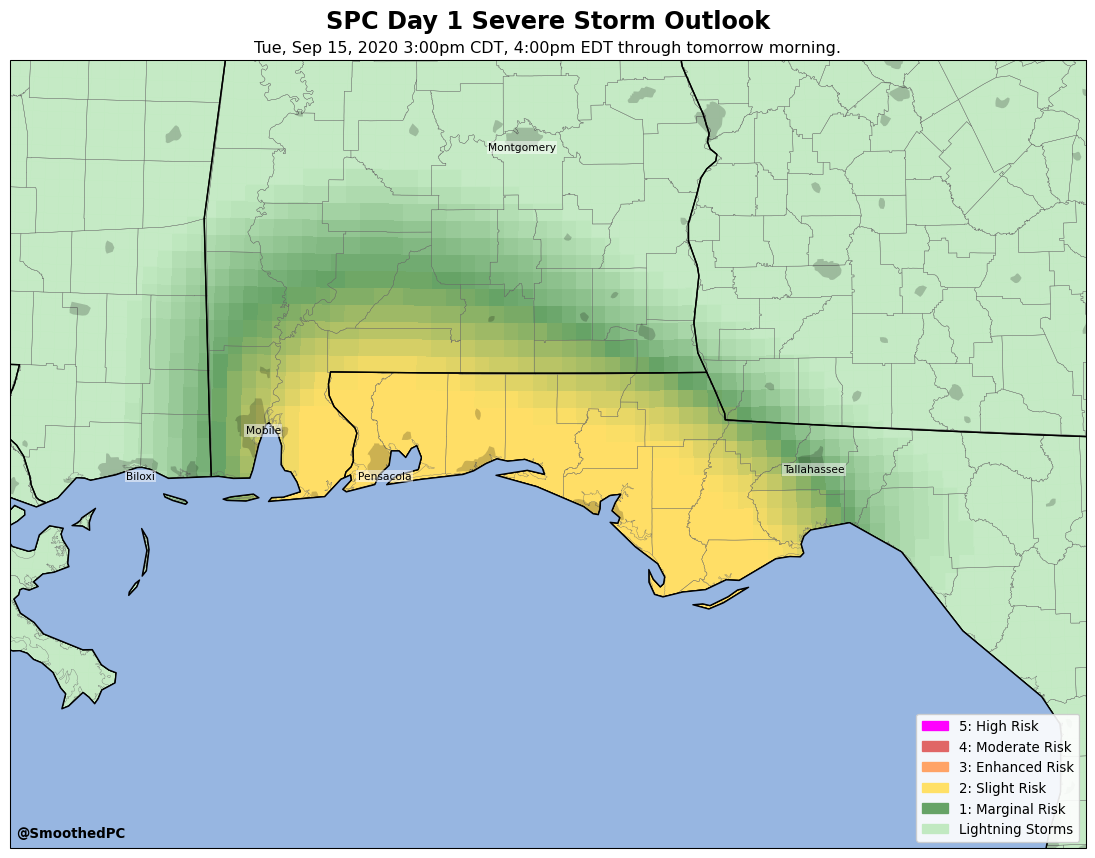 SPC Day 1 Severe Storm Outlook
Tue, Sep 15, 2020 3:00pm CDT, 4:00pm EDT through tomorrow morning.
Montgomery
Mobile
Biloxi
Pensacola
Tallahassee
5: High Risk
4: Moderate Risk
3: Enhanced Risk
2: Slight Risk
1: Marginal Risk
Lightning Storms
@SmoothedPC